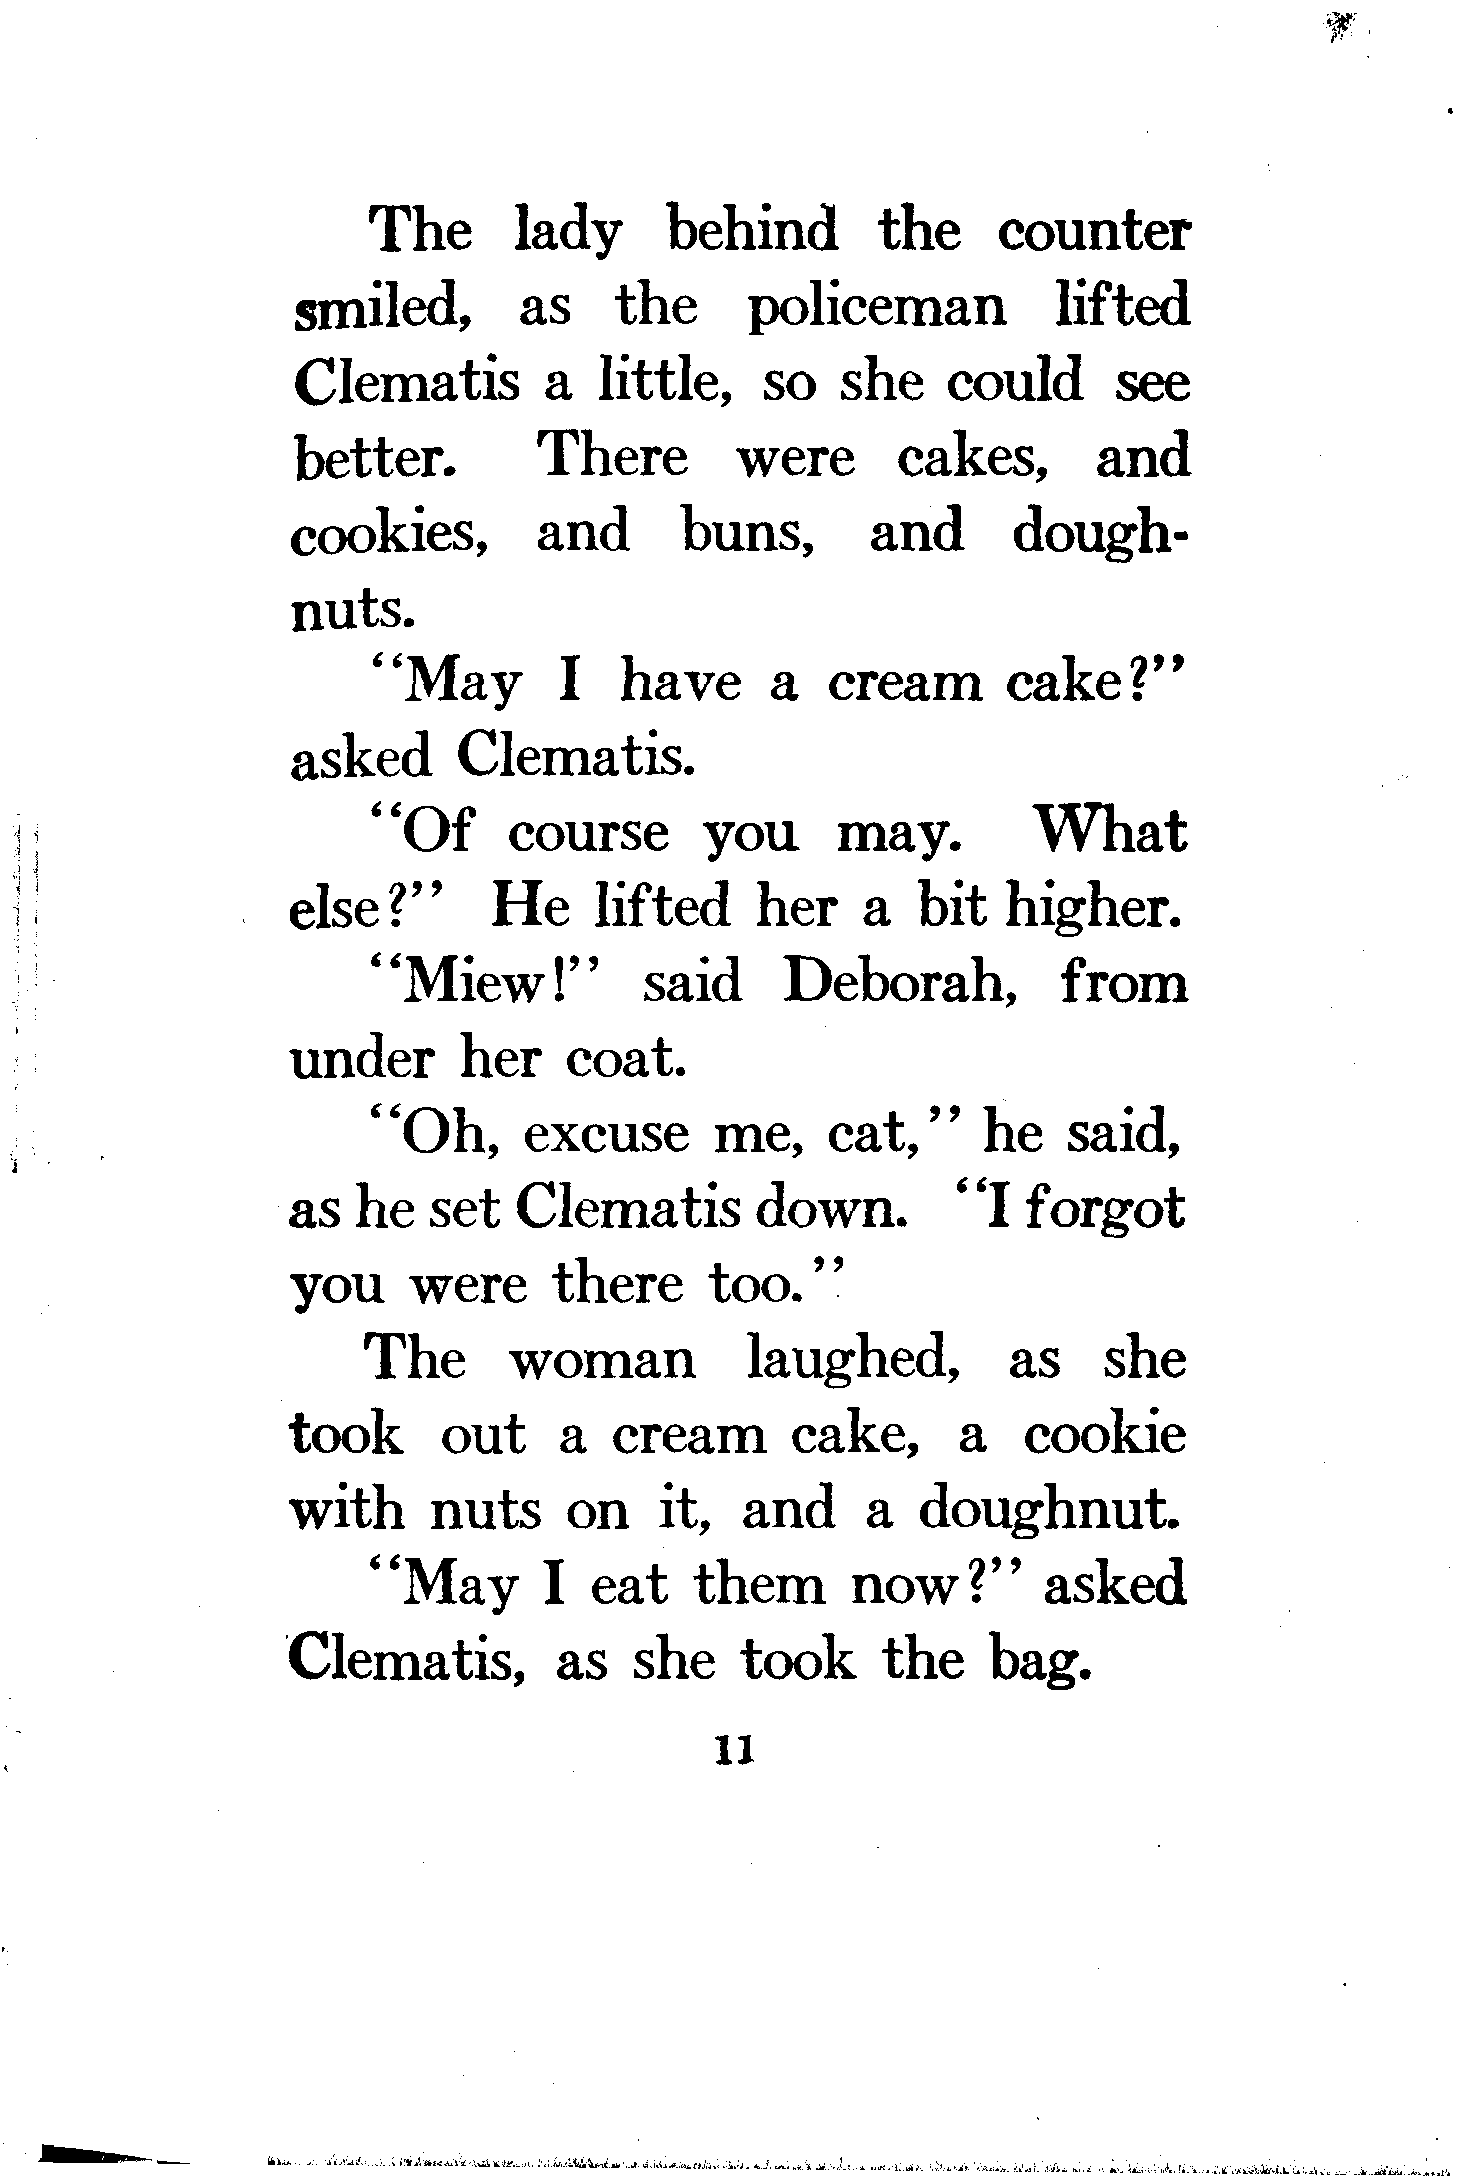 The lady behind the counter
smiled, as the policeman lifted
Clematis a little, so she could see
better. There were cakes, and
cookies, and buns, and dough-
nuts.
"May I have a cream cake?"
asked Clematis.
"Of course you may. What
else?" He lifted her a bit higher.
"Miew!" said Deborah, from
under her coat.
"Oh, excuse me, cat," he said,
as he set Clematis down. "I forgot
you were there too."
The woman laughed, as she
took out a cream cake, a cookie
with nuts on it, and a doughnut.
"May I eat them now?" asked
Clematis, as she took the bag.
11